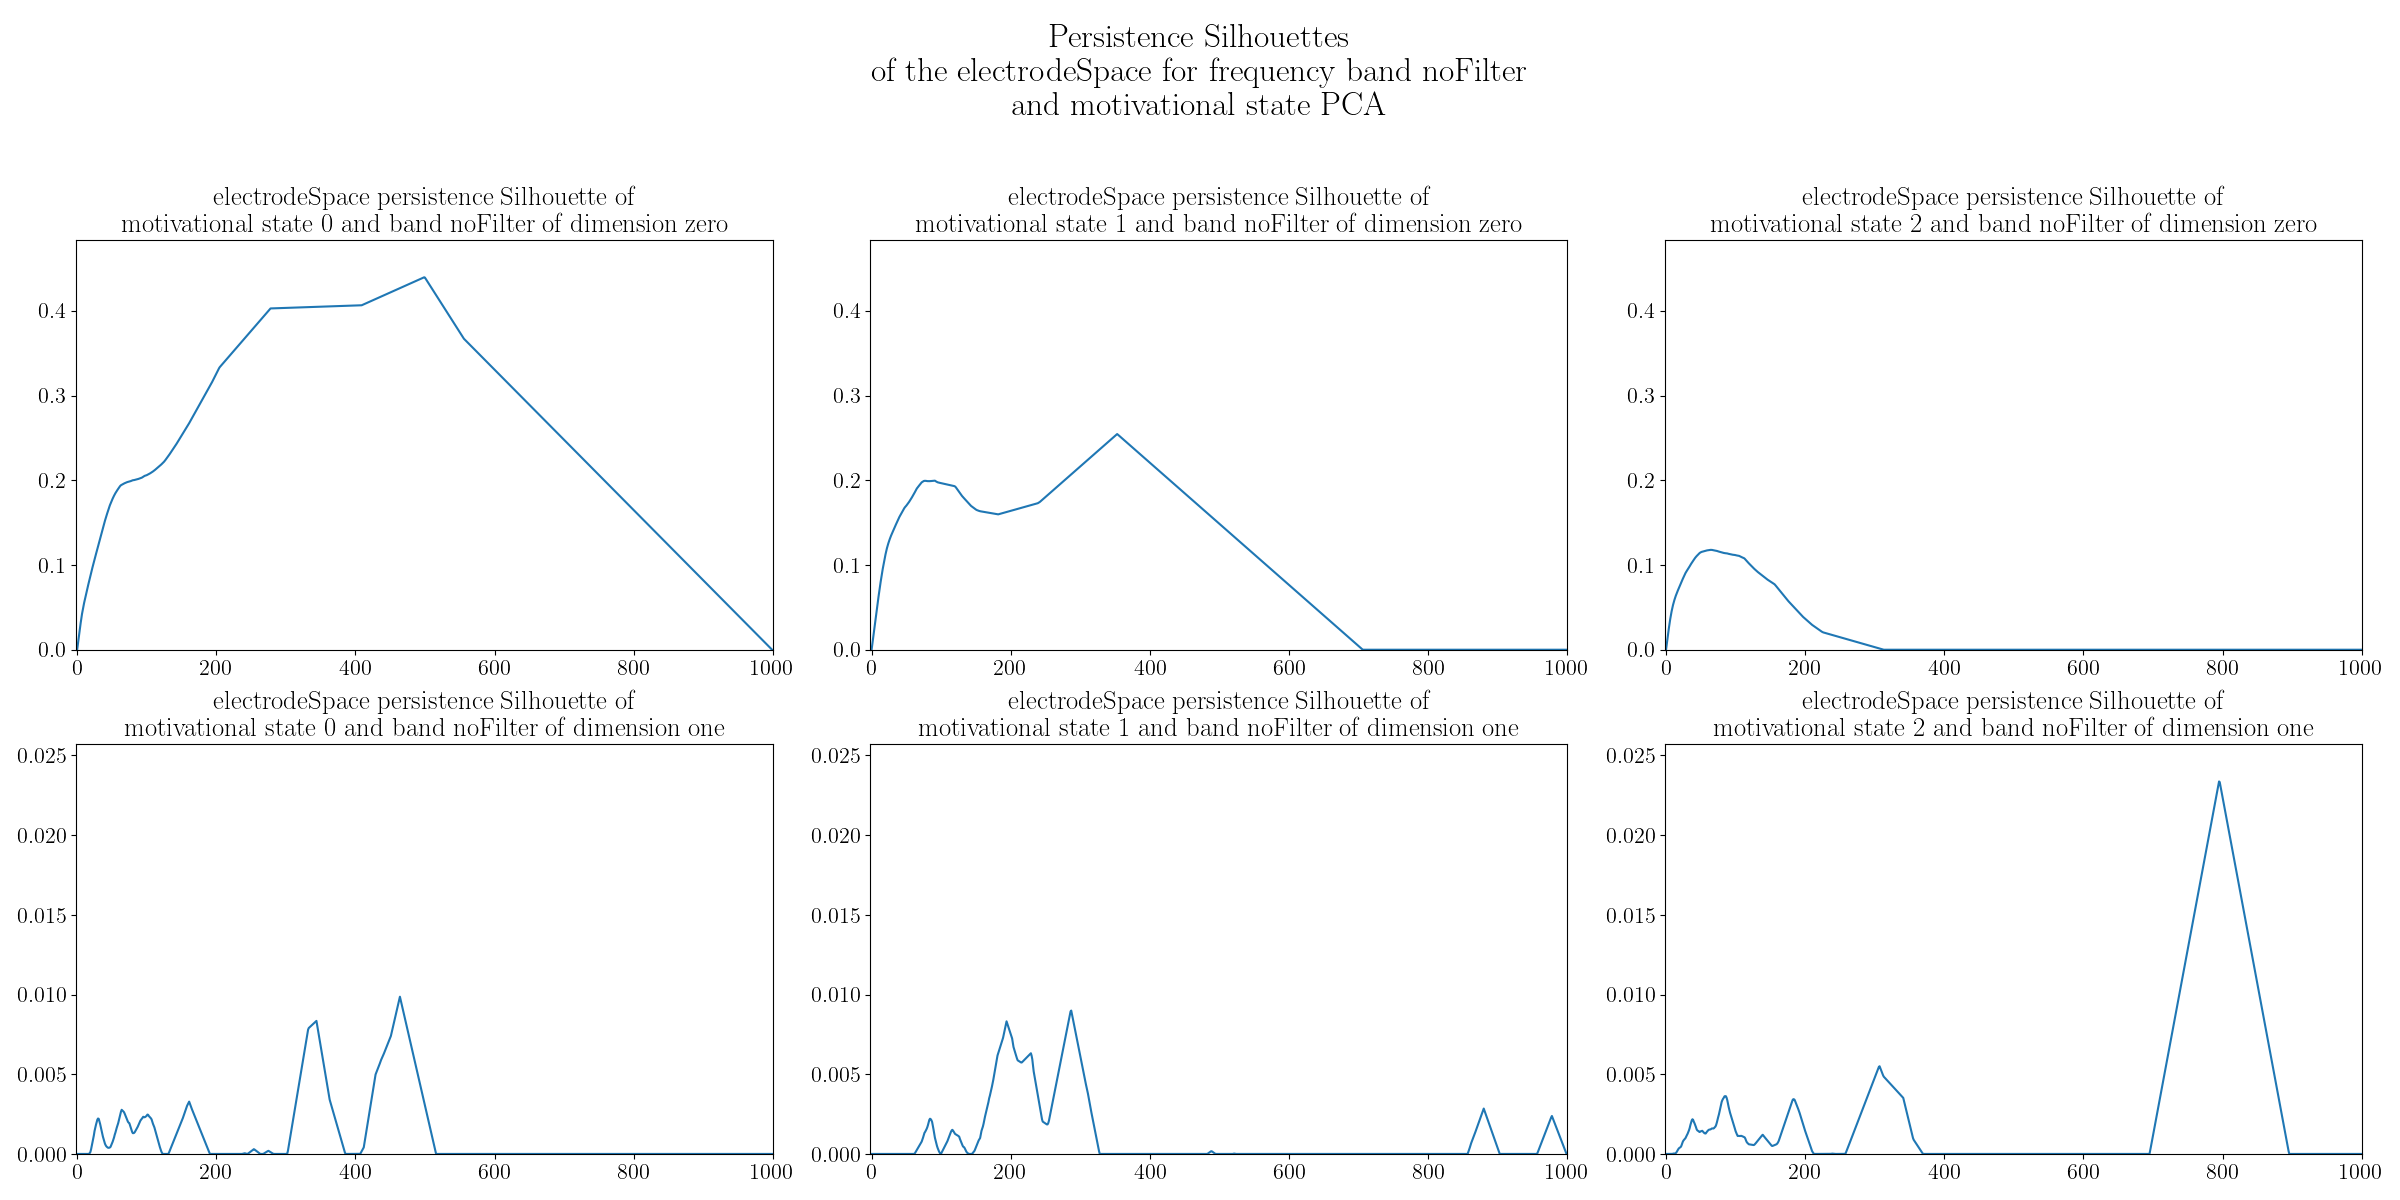 Persistence Silhouettes
of the electrodeSpace for frequency band noFilter
and motivational state PCA
electrodeSpace persistence Silhouette of
motivational state 0 and band noFilter of dimension zero
0.4
0.3
0.2
0.1
0.0
0 200 400 600 800 1000
electrodeSpace persistence Silhouette of
motivational state 1 and band noFilter of dimension zero
0.4
0.3
0.2
0.1
0.0
0 200 400 600 800 1000
electrodeSpace persistence Silhouette of
motivational state 2 and band noFilter of dimension zero
0.4
0.3
0.2
0.1
0.0
0 200 400 600 800 1000
electrodeSpace persistence Silhouette of
motivational state 0 and band noFilter of dimension one
0.025
0.020
0.015
0.010
0.005
0.000
0 200 400 600 800 1000
electrodeSpace persistence Silhouette of
motivational state 1 and band noFilter of dimension one
0.025
0.020
0.015
0.010
0.005
0.000
0 200 400 600 800 1000
electrodeSpace persistence Silhouette of
motivational state 2 and band noFilter of dimension one
0.025
0.020
0.015
0.010
0.005
0.000
0 200 400 600 800 1000